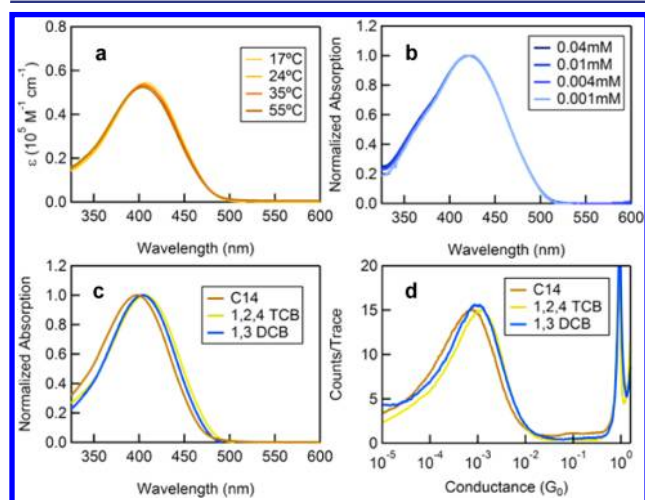 a
17ºC
24ºC
35ºC
55ºC
ε (10⁵ M⁻¹ cm⁻¹)
0.8
0.6
0.4
0.2
0.0
350 400 450 500 550 600
Wavelength (nm)
b
0.04mM
0.01mM
0.004mM
0.001mM
Normalized Absorption
1.2
1.0
0.8
0.6
0.4
0.2
0.0
350 400 450 500 550 600
Wavelength (nm)
c
C14
1,2,4 TCB
1,3 DCB
Normalized Absorption
1.2
1.0
0.8
0.6
0.4
0.2
0.0
350 400 450 500 550 600
Wavelength (nm)
d
C14
1,2,4 TCB
1,3 DCB
Counts/Trace
20
15
10
5
0
10⁻⁵ 10⁻⁴ 10⁻³ 10⁻² 10⁻¹ 10⁰
Conductance (G₀)